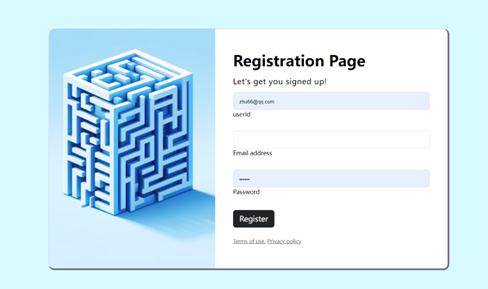 Registration Page
Let's get you signed up!
zhu66@qq.com
userid
Email address
••••••
Password
Register
Terms of use. Privacy policy